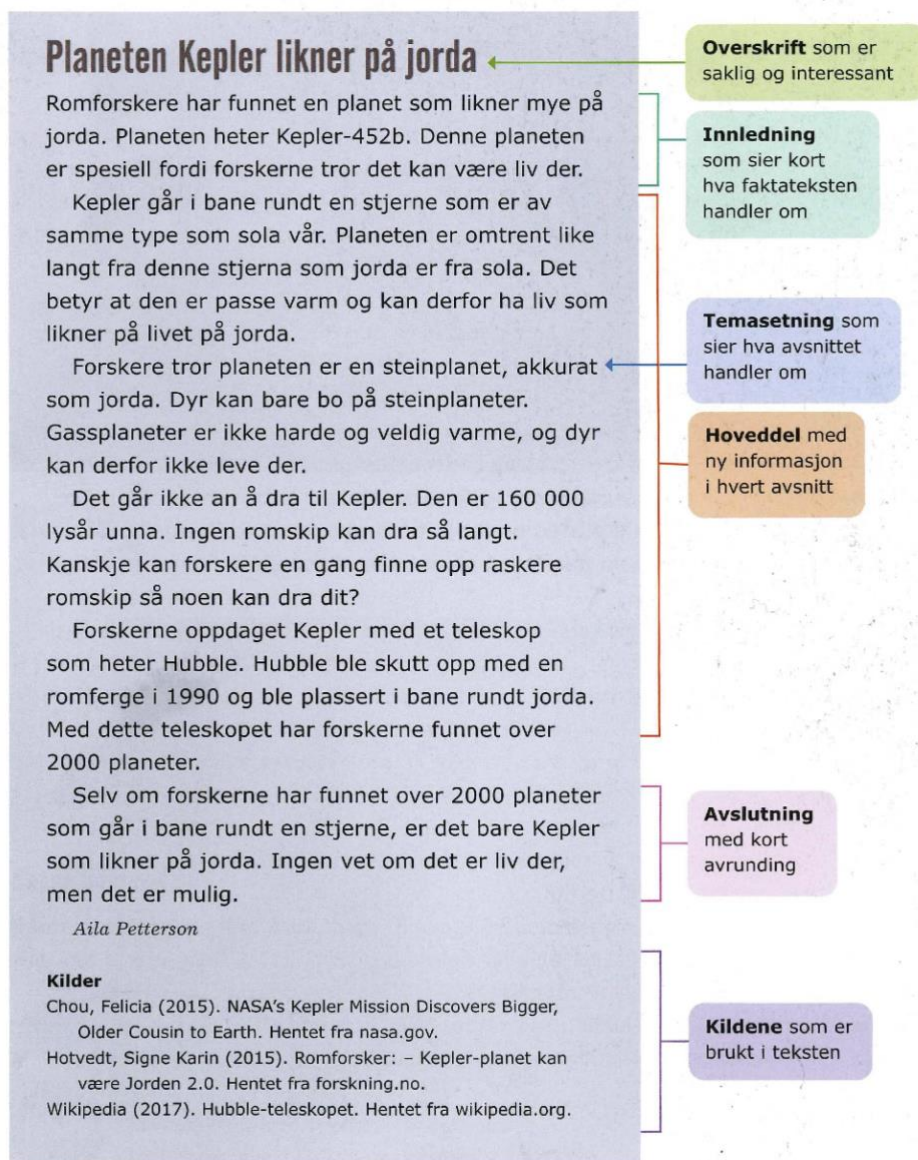 Planeten Kepler likner på jorda
Romforskere har funnet en planet som likner mye på
jorda. Planeten heter Kepler-452b. Denne planeten
er spesiell fordi forskerne tror det kan være liv der.
Kepler går i bane rundt en stjerne som er av
samme type som sola vår. Planeten er omtrent like
langt fra denne stjerna som jorda er fra sola. Det
betyr at den er passe varm og kan derfor ha liv som
likner på livet på jorda.
Forskere tror planeten er en steinplanet, akkurat
som jorda. Dyr kan bare bo på steinplaneter.
Gassplaneter er ikke harde og veldig varme, og dyr
kan derfor ikke leve der.
Det går ikke an å dra til Kepler. Den er 160 000
lysår unna. Ingen romskip kan dra så langt.
Kanskje kan forskere en gang finne opp raskere
romskip så noen kan dra dit?
Forskerne oppdaget Kepler med et teleskop
som heter Hubble. Hubble ble skutt opp med en
romferge i 1990 og ble plassert i bane rundt jorda.
Med dette teleskopet har forskerne funnet over
2000 planeter.
Selv om forskerne har funnet over 2000 planeter
som går i bane rundt en stjerne, er det bare Kepler
som likner på jorda. Ingen vet om det er liv der,
men det er mulig.
Aila Petterson
Kilder
Chou, Felicia (2015). NASA's Kepler Mission Discovers Bigger,
Older Cousin to Earth. Hentet fra nasa.gov.
Hotvedt, Signe Karin (2015). Romforsker: – Kepler-planet kan
være Jorden 2.0. Hentet fra forskning.no.
Wikipedia (2017). Hubble-teleskopet. Hentet fra wikipedia.org.
Overskrift som er
saklig og interessant
Innledning
som sier kort
hva faktateksten
handler om
Temasetning som
sier hva avsnittet
handler om
Hoveddel med
ny informasjon
i hvert avsnitt
Avslutning
med kort
avrunding
Kildene som er
brukt i teksten